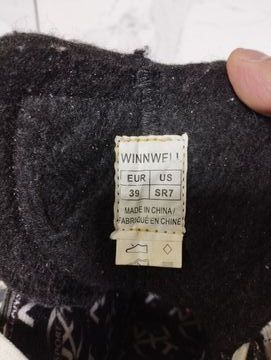 WINNWELL
EUR US
39 SR7
MADE IN CHINA/
FABRIQUÉ EN CHINE